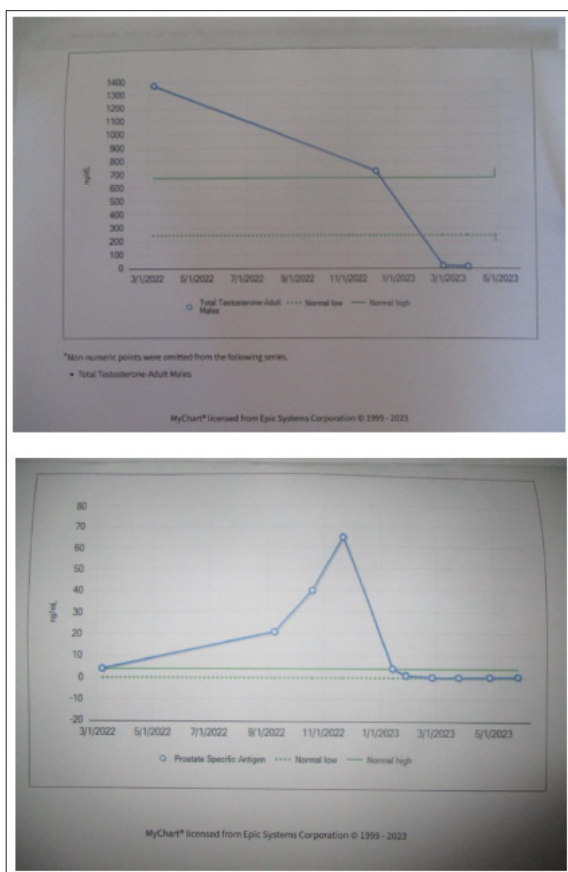 1400
1300
1200
1100
1000
900
800
700
600
500
400
300
200
100
0
ng/dL
3/1/2022 5/1/2022 7/1/2022 9/1/2022 11/1/2022 1/1/2023 3/1/2023 5/1/2023
Total Testosterone-Adult Males Normal low Normal high
*Non numeric points were omitted from the following series.
• Total Testosterone-Adult Males
MyChart® licensed from Epic Systems Corporation © 1999 - 2023
80
70
60
50
40
30
20
10
0
-10
-20
ng/mL
3/1/2022 5/1/2022 7/1/2022 9/1/2022 11/1/2022 1/1/2023 3/1/2023 5/1/2023
Prostate Specific Antigen Normal low Normal high
MyChart® licensed from Epic Systems Corporation © 1999 - 2023